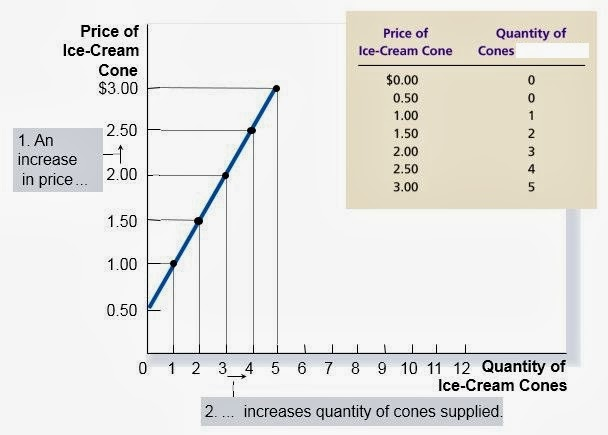 Price of
Ice-Cream
Cone
$3.00
2.50
2.00
1.50
1.00
0.50
1. An
increase
in price ...
0 1 2 3 4 5 6 7 8 9 10 11 12
Quantity of
Ice-Cream Cones
2. ... increases quantity of cones supplied.
Price of Quantity of
Ice-Cream Cone Cones
$0.00 0
0.50 0
1.00 1
1.50 2
2.00 3
2.50 4
3.00 5